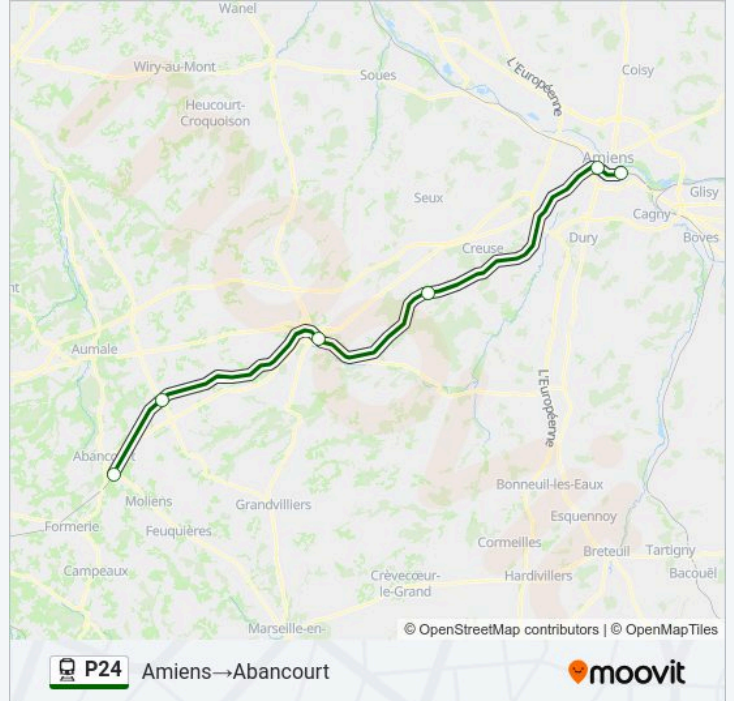 Wanel
Wiry-au-Mont
Soues
L'Européenne
Coisy
Heucourt-
Croquoison
Amiens
Glisy
Seux
Cagny
Creuse
Dury
Boves
nt
Aumale
L'Européenne
Abancourt
Bonneuil-les-Eaux
Moliens
Grandvilliers
Esquennoy
Formerie
Feuquières
Cormeilles
Breteuil
Tartigny
Campeaux
Crèvecœur-
le-Grand
Hardivillers
Bacouël
Marseille-en-
© OpenStreetMap contributors | © OpenMapTiles
P24
Amiens→Abancourt
moovit